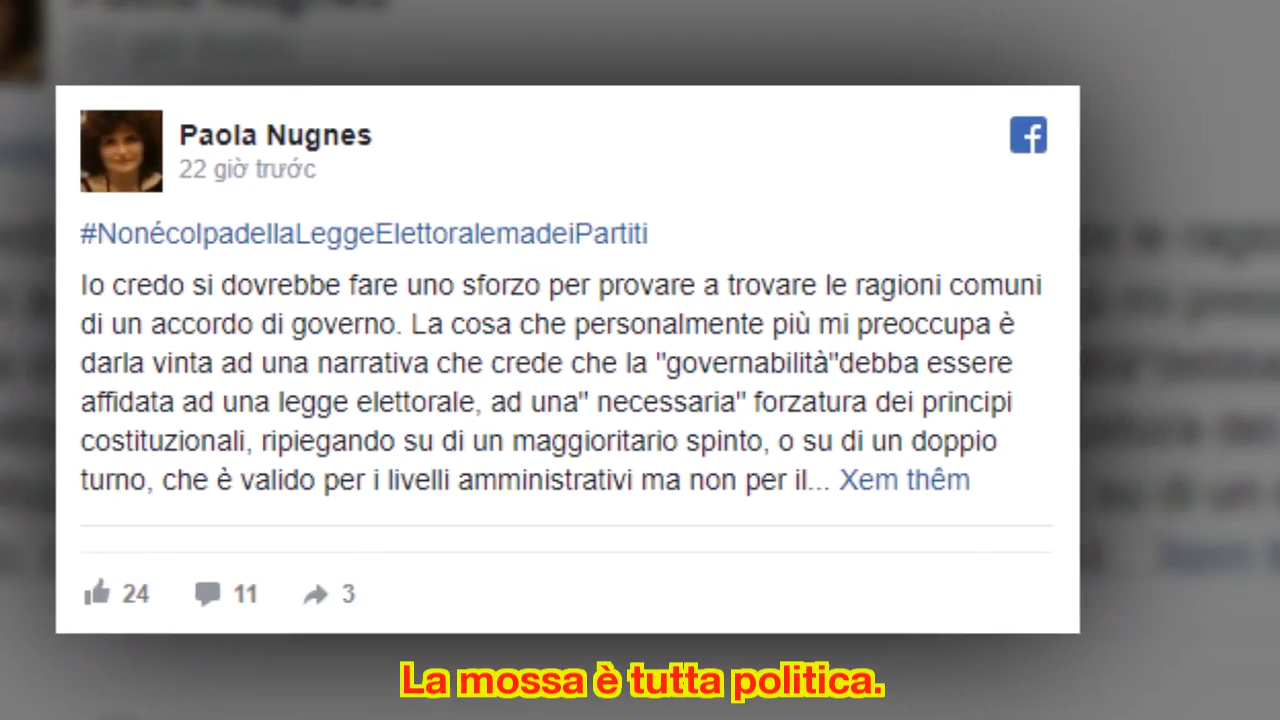 Paola Nugnes
22 giờ trước
#NonécolpadellaLeggeElettoralemadeiPartiti
Io credo si dovrebbe fare uno sforzo per provare a trovare le ragioni comuni
di un accordo di governo. La cosa che personalmente più mi preoccupa è
darla vinta ad una narrativa che crede che la "governabilità"debba essere
affidata ad una legge elettorale, ad una" necessaria" forzatura dei principi
costituzionali, ripiegando su di un maggioritario spinto, o su di un doppio
turno, che è valido per i livelli amministrativi ma non per il... Xem thêm
24 11 3
La mossa è tutta politica.